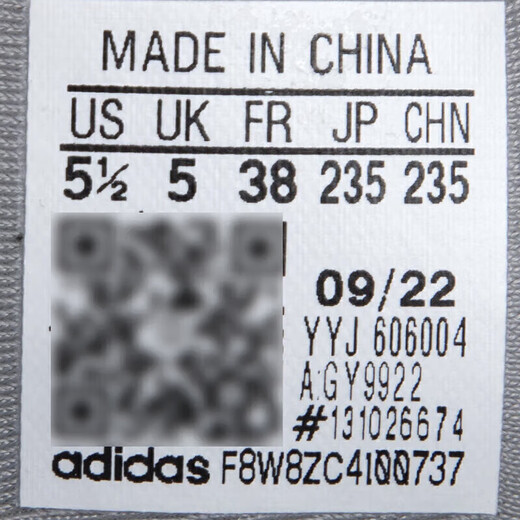 MADE IN CHINA
US UK FR JP CHN
5½ 5 38 235 235
09/22
YYJ 606004
A:GY9922
#131026674
adidas F8W8ZC4100737